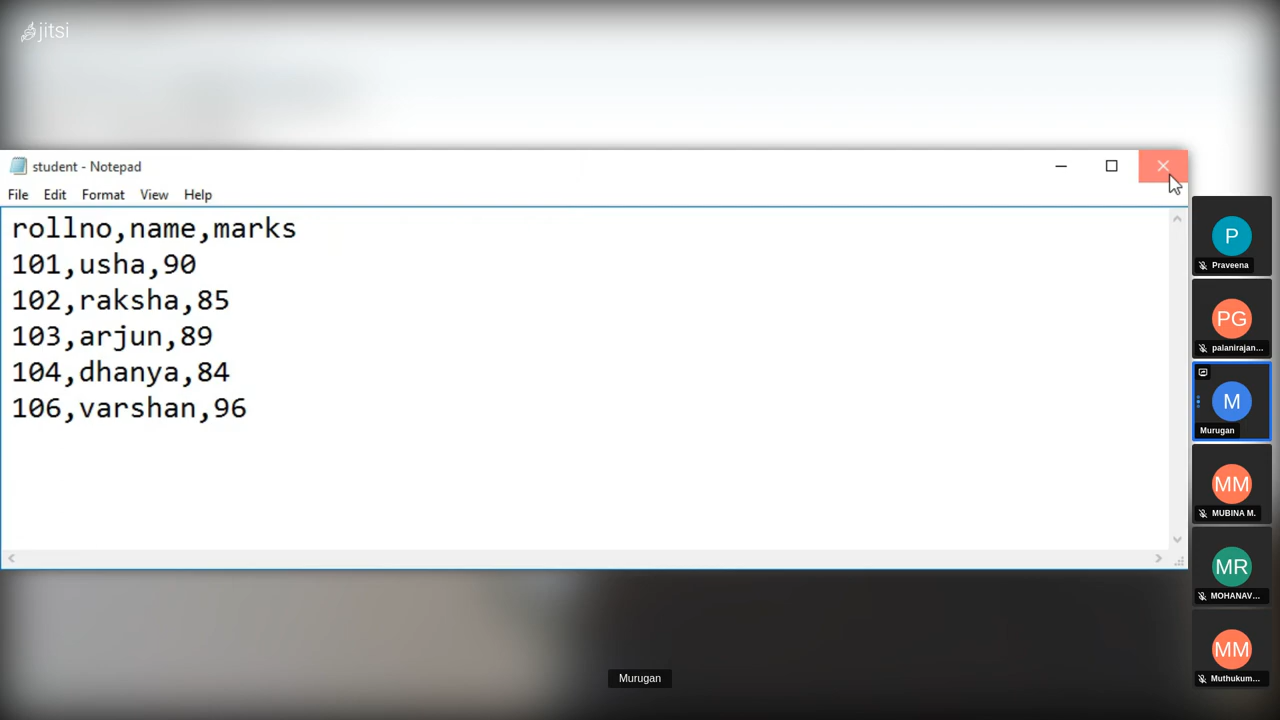 jitsi
student - Notepad
File Edit Format View Help
rollno,name,marks
101,usha,90
102,raksha,85
103,arjun,89
104,dhanya,84
106,varshan,96
P
Praveena
PG
palanirajan...
M
Murugan
MM
MUBINA M.
MR
MOHANAV...
MM
Muthukum...
Murugan